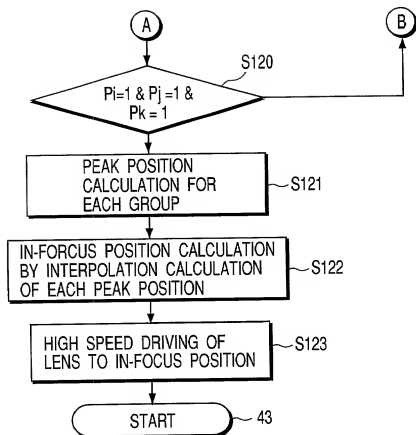 A
B
S120
Pi=1 & Pj=1 &
Pk = 1
PEAK POSITION
CALCULATION FOR
EACH GROUP
S121
IN-FORCUS POSITION CALCULATION
BY INTERPOLATION CALCULATION
OF EACH PEAK POSITION
S122
HIGH SPEED DRIVING OF
LENS TO IN-FOCUS POSITION
S123
START
43